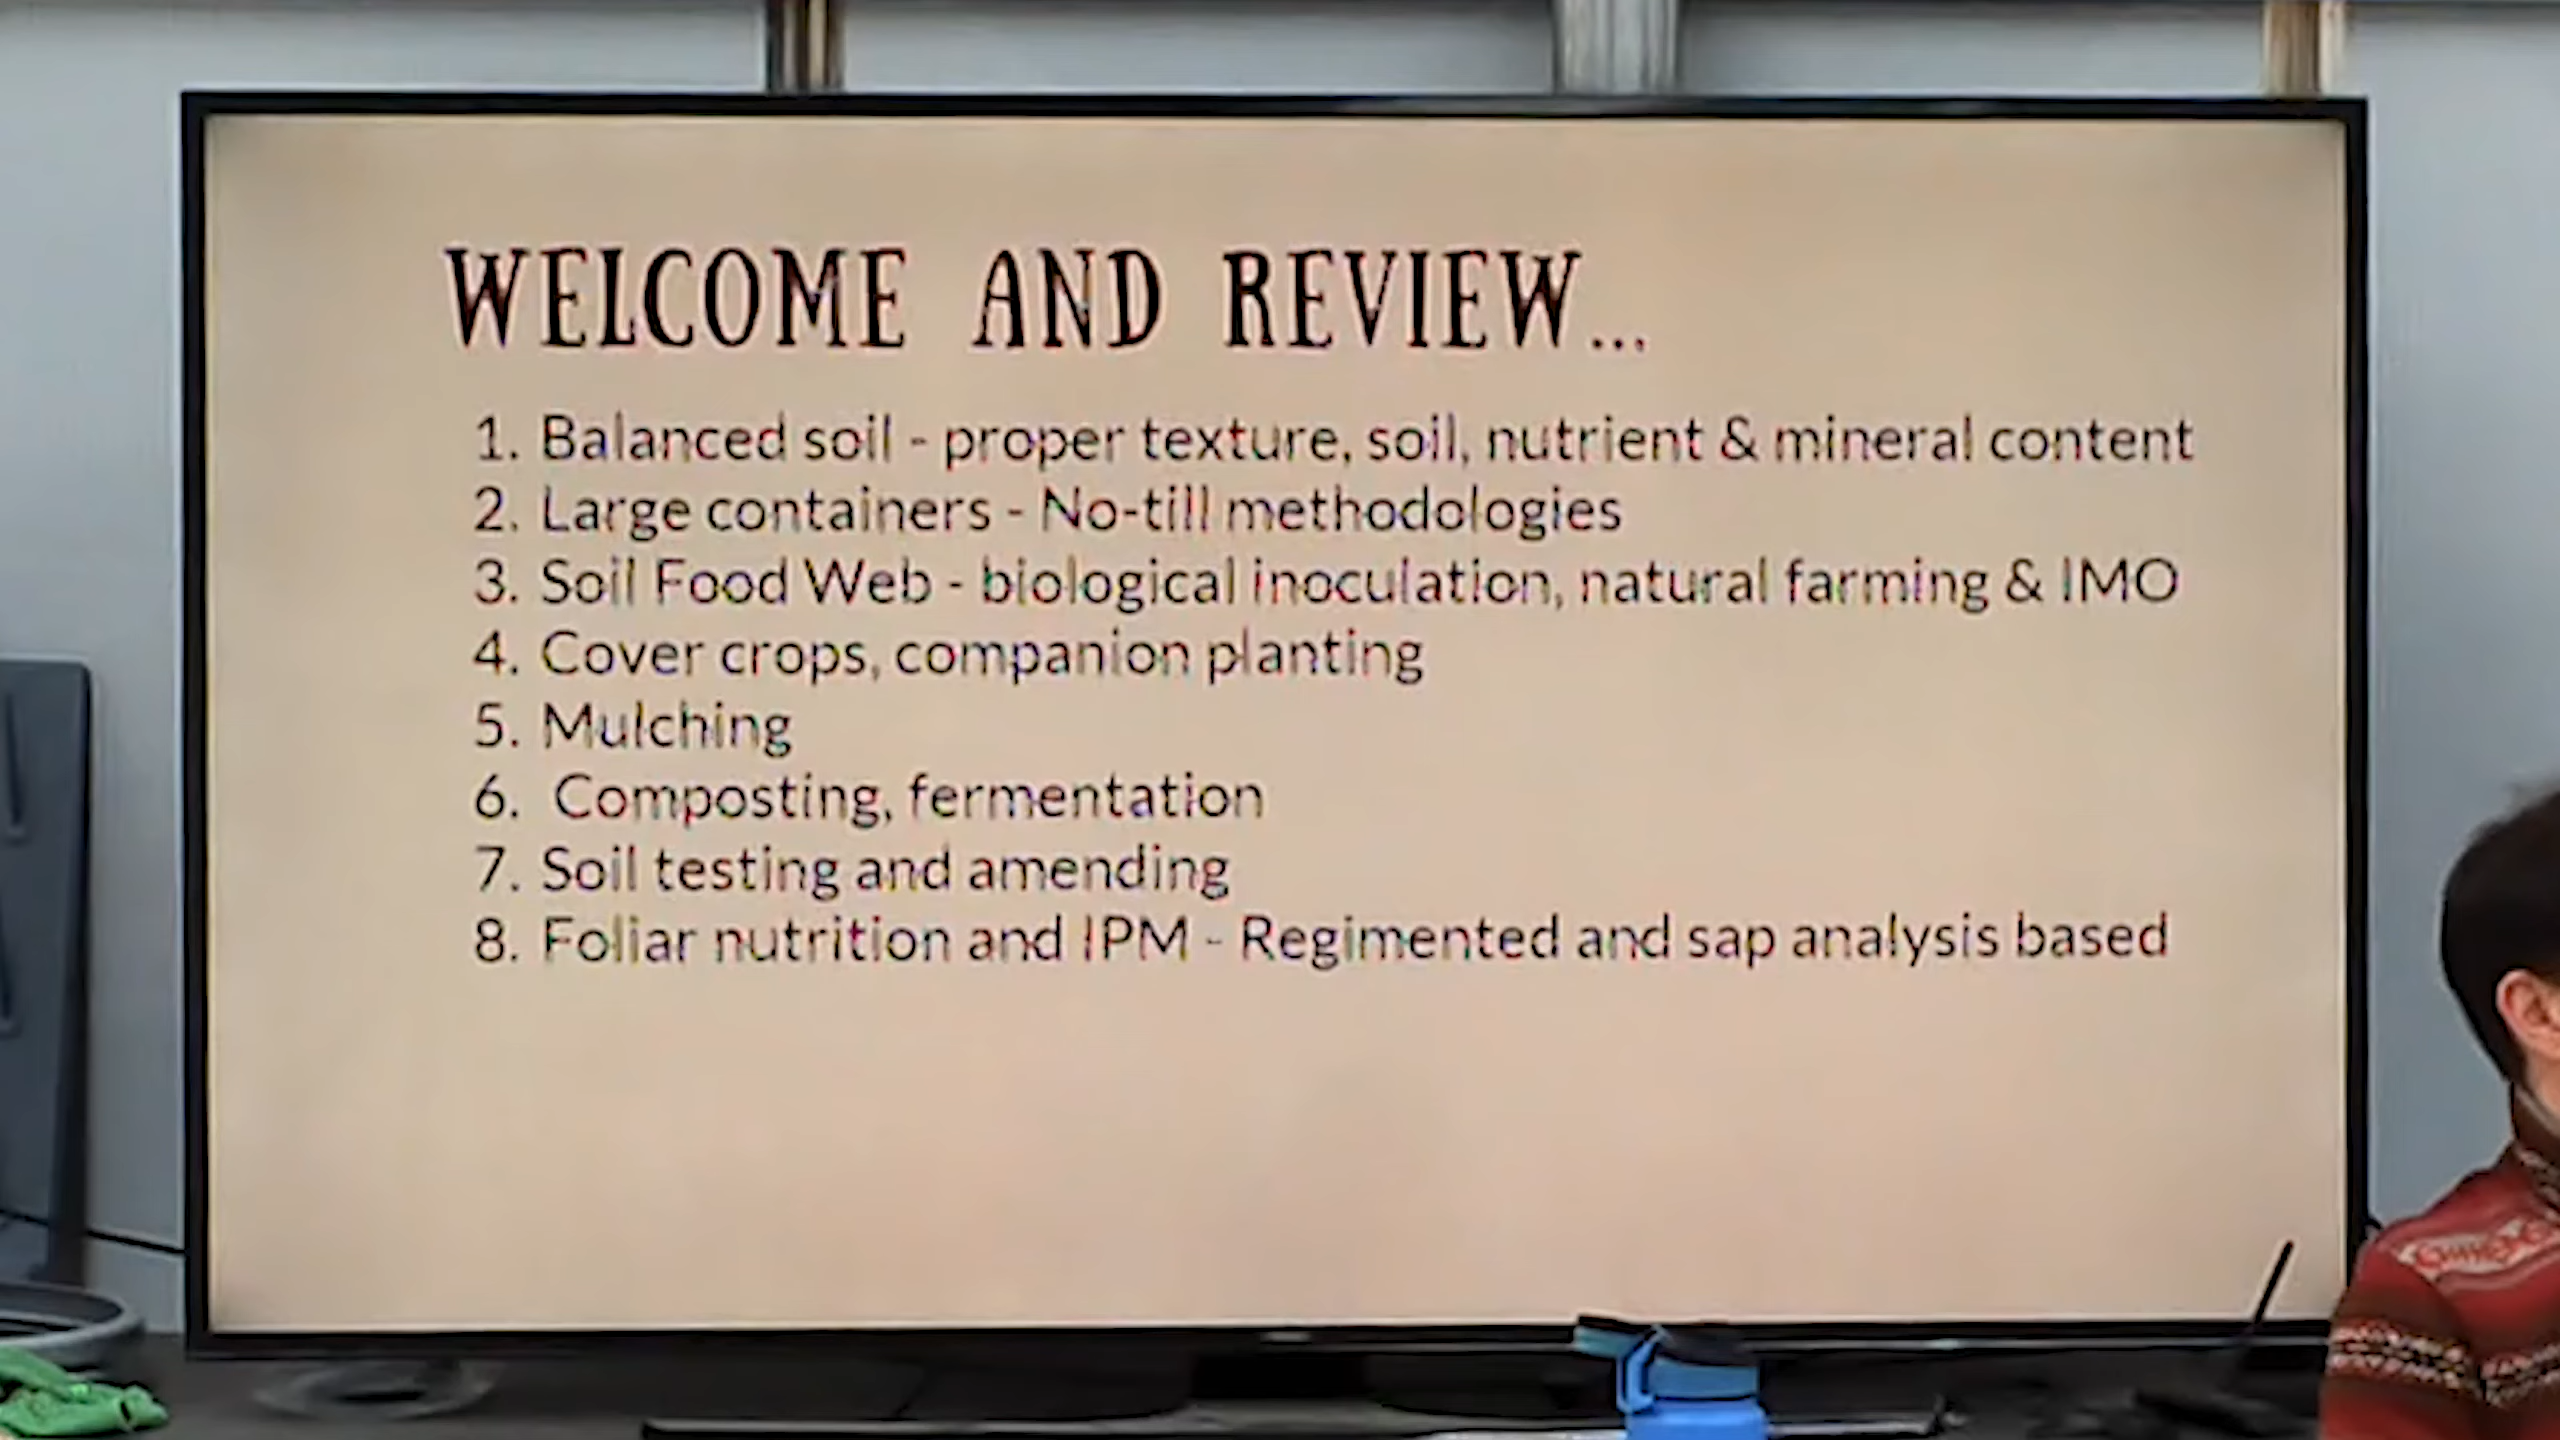 WELCOME AND REVIEW...
1. Balanced soil - proper texture, soil, nutrient & mineral content
2. Large containers - No-till methodologies
3. Soil Food Web - biological inoculation, natural farming & IMO
4. Cover crops, companion planting
5. Mulching
6. Composting, fermentation
7. Soil testing and amending
8. Foliar nutrition and IPM - Regimented and sap analysis based